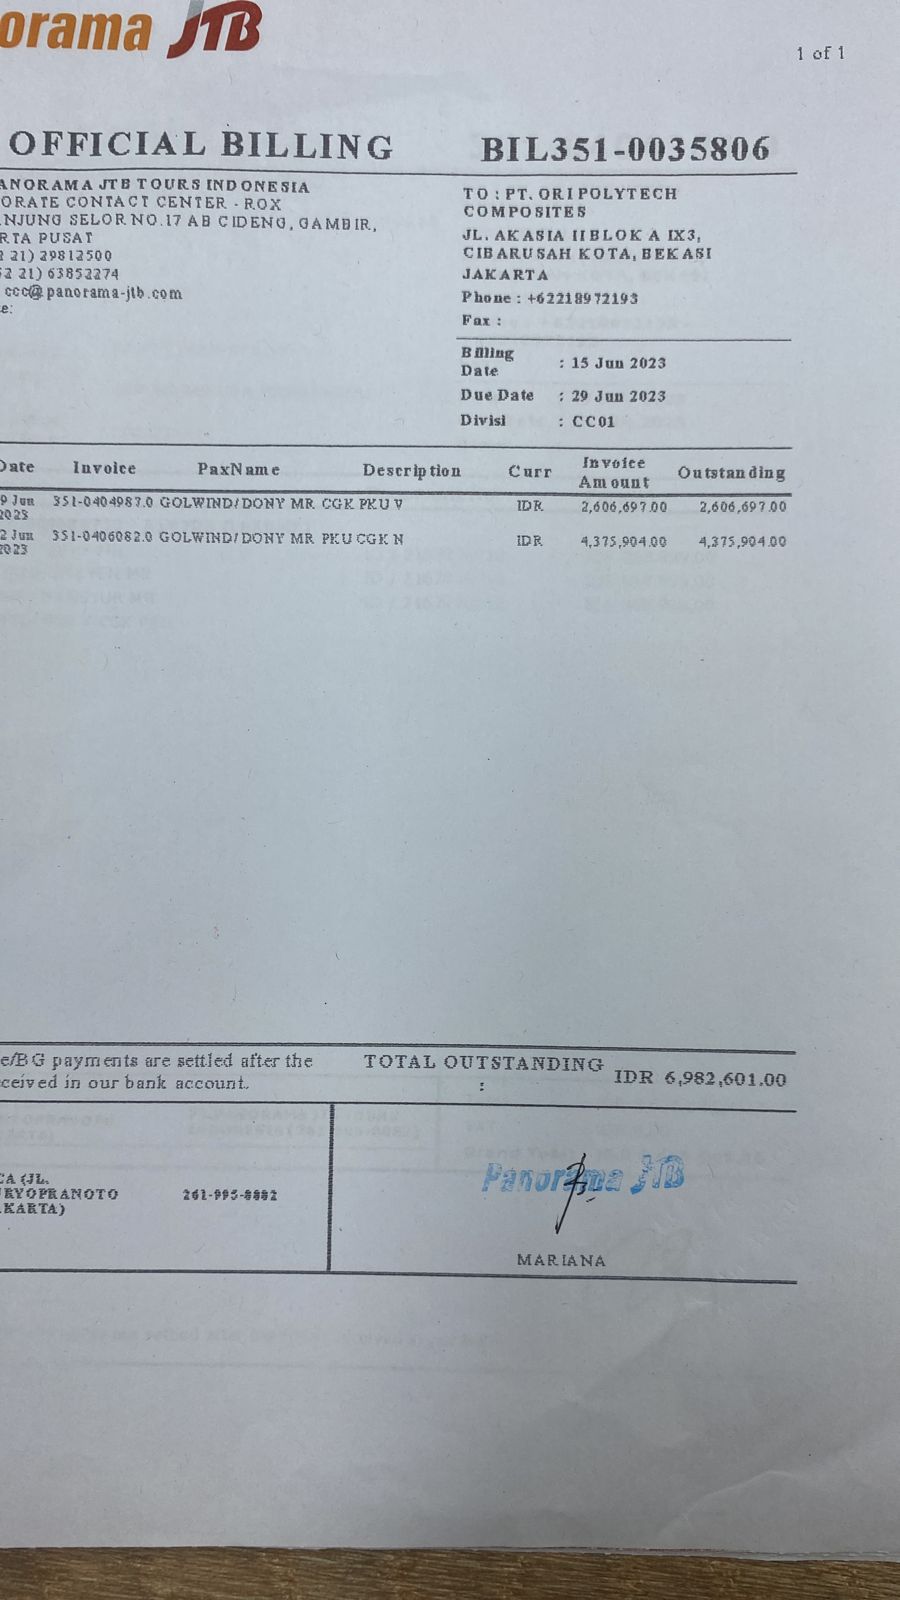 orama JTB
1 of 1
OFFICIAL BILLING
BIL351-0035806
ANORAMA JTB TOURS INDONESIA
ORATE CONTACT CENTER - ROX
NJUNG SELOR NO.17 AB CIDENG, GAMBIR,
RTA PUSAT
2 21) 29812500
52 21) 63852274
ccc@panorama-jtb.com
e:
TO : PT. ORI POLYTECH
COMPOSITES
JL. AKASIA II BLOK A IX3,
CIBARUSAH KOTA, BEKASI
JAKARTA
Phone : +62218972193
Fax :
Billing
Date : 15 Jun 2023
Due Date : 29 Jun 2023
Divisi : CC01
Date Invoice PaxName Description Curr Invoice Amount Outstanding
9 Jun 2023 351-0404987.0 GOLWIND/DONY MR CGK PKU V IDR 2,606,697.00 2,606,697.00
2 Jun 2023 351-0406082.0 GOLWIND/DONY MR PKU CGK N IDR 4,375,904.00 4,375,904.00
e/BG payments are settled after the
ceived in our bank account.
TOTAL OUTSTANDING
: IDR 6,982,601.00
CA (JL.
RYOPRANOTO 261-995-8882
KARTA)
Panorama JTB
MARIANA